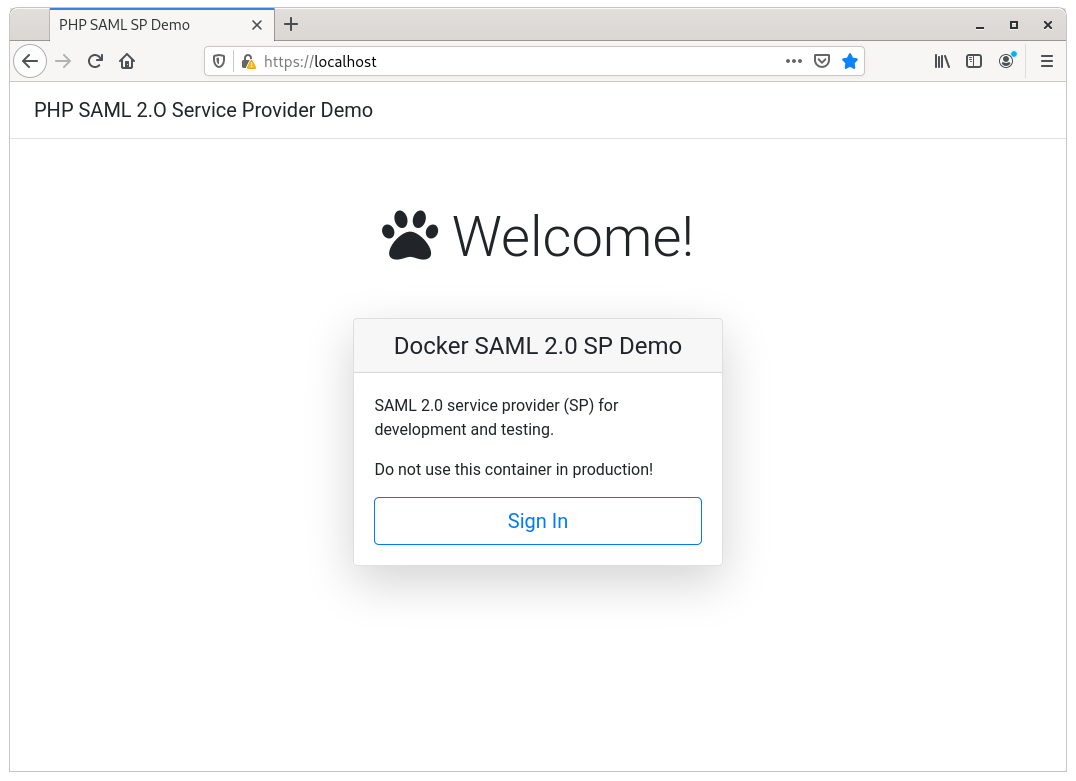 PHP SAML SP Demo
https://localhost
PHP SAML 2.O Service Provider Demo
Welcome!
Docker SAML 2.0 SP Demo
SAML 2.0 service provider (SP) for
development and testing.
Do not use this container in production!
Sign In